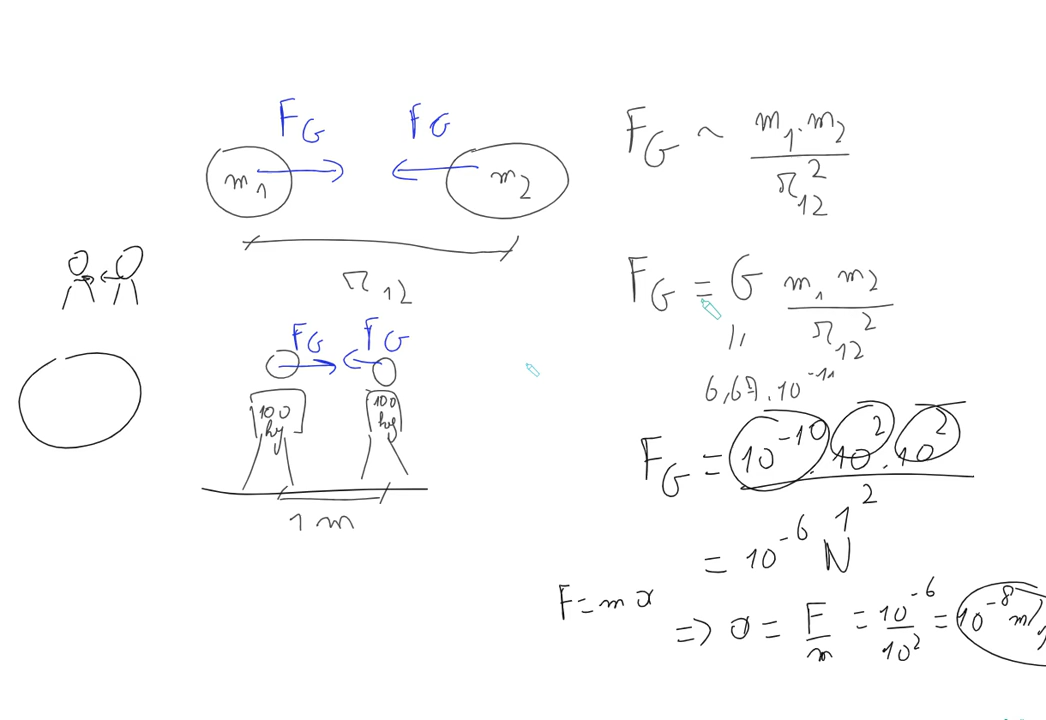 F_G F_G
m_1 m_2
r_12
F_G ~ m_1 . m_2 / r_12^2
F_G = G m_1 m_2 / r_12^2
"
6,67 . 10^-11
F_G F_G
100 kg 100 kg
1 m
F_G = 10^-10 . 10^2 . 10^2 / 1^2
= 10^-6 N
F = m a
=> a = F / m = 10^-6 / 10^2 = 10^-8 m/